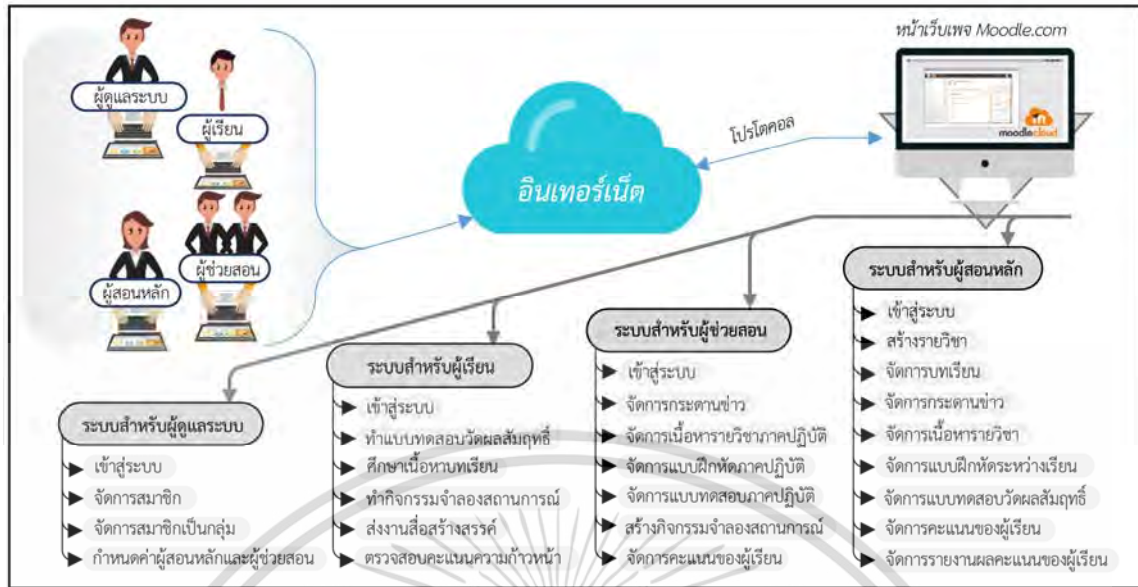 หน้าเว็บเพจ Moodle.com
ผู้ดูแลระบบ
ผู้เรียน
ผู้สอนหลัก
ผู้ช่วยสอน
อินเทอร์เน็ต
โปรโตคอล
moodlecloud
ระบบสำหรับผู้ดูแลระบบ
เข้าสู่ระบบ
จัดการสมาชิก
จัดการสมาชิกเป็นกลุ่ม
กำหนดค่าผู้สอนหลักและผู้ช่วยสอน
ระบบสำหรับผู้เรียน
เข้าสู่ระบบ
ทำแบบทดสอบวัดผลสัมฤทธิ์
ศึกษาเนื้อหาบทเรียน
ทำกิจกรรมจำลองสถานการณ์
ส่งงานสื่อสร้างสรรค์
ตรวจสอบคะแนนความก้าวหน้า
ระบบสำหรับผู้ช่วยสอน
เข้าสู่ระบบ
จัดการกระดานข่าว
จัดการเนื้อหารายวิชาภาคปฏิบัติ
จัดการแบบฝึกหัดภาคปฏิบัติ
จัดการแบบทดสอบภาคปฏิบัติ
สร้างกิจกรรมจำลองสถานการณ์
จัดการคะแนนของผู้เรียน
ระบบสำหรับผู้สอนหลัก
เข้าสู่ระบบ
สร้างรายวิชา
จัดการบทเรียน
จัดการกระดานข่าว
จัดการเนื้อหารายวิชา
จัดการแบบฝึกหัดระหว่างเรียน
จัดการแบบทดสอบวัดผลสัมฤทธิ์
จัดการคะแนนของผู้เรียน
จัดการรายงานผลคะแนนของผู้เรียน